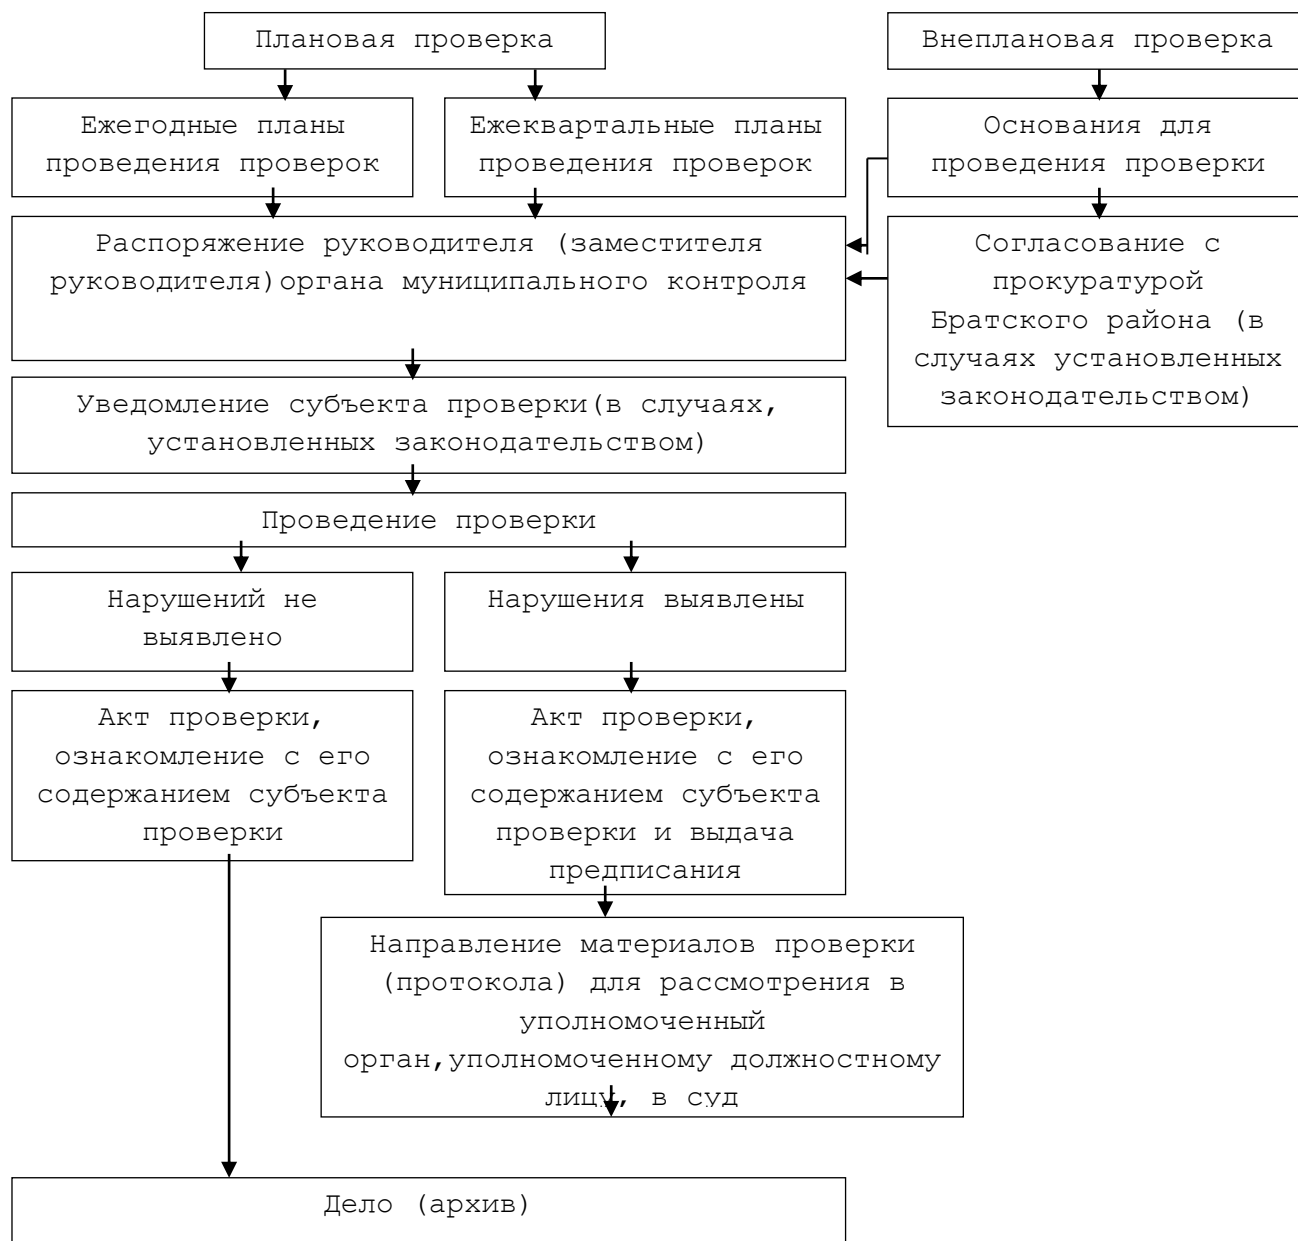 Плановая проверка
Внеплановая проверка
Ежегодные планы
проведения проверок
Ежеквартальные планы
проведения проверок
Основания для
проведения проверки
Распоряжение руководителя (заместителя
руководителя)органа муниципального контроля
Согласование с
прокуратурой
Братского района (в
случаях установленных
законодательством)
Уведомление субъекта проверки(в случаях,
установленных законодательством)
Проведение проверки
Нарушений не
выявлено
Нарушения выявлены
Акт проверки,
ознакомление с его
содержанием субъекта
проверки
Акт проверки,
ознакомление с его
содержанием субъекта
проверки и выдача
предписания
Направление материалов проверки
(протокола) для рассмотрения в
уполномоченный
орган,уполномоченному должностному
лицу, в суд
Дело (архив)